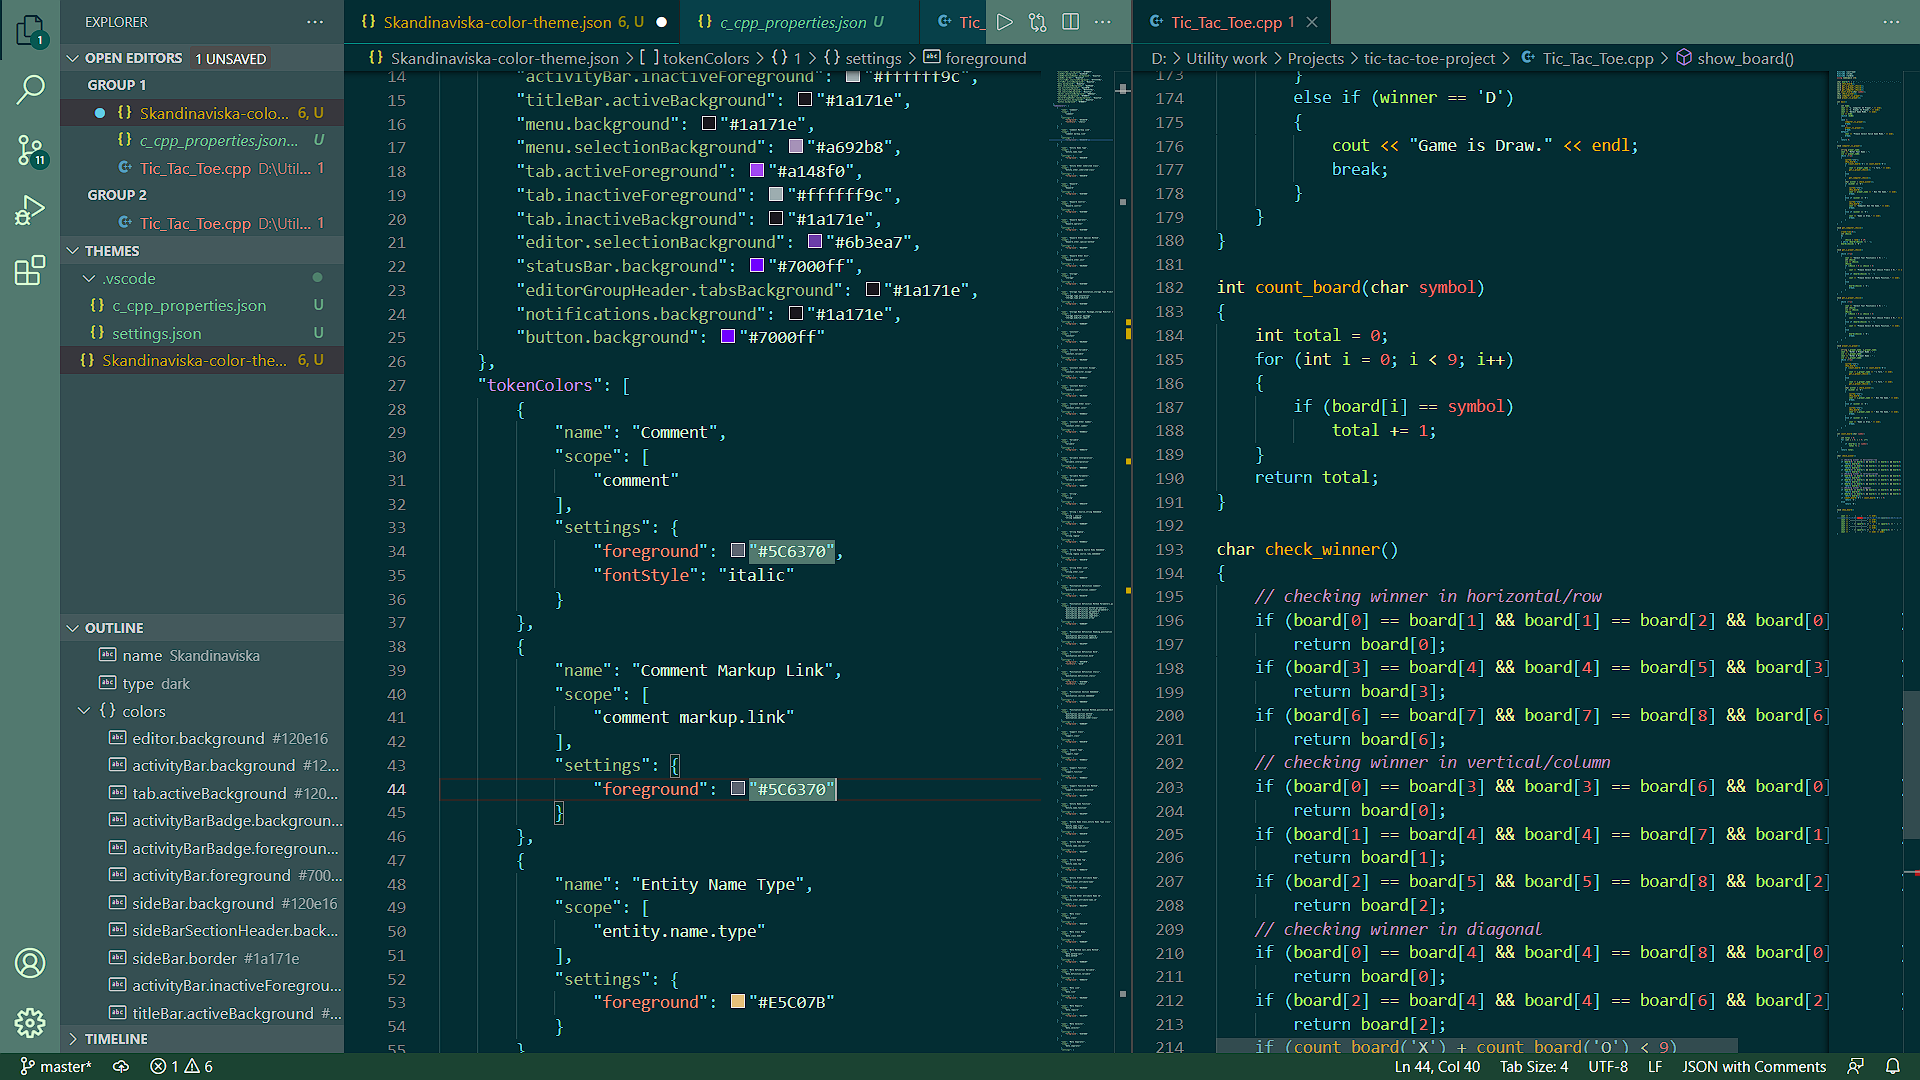 EXPLORER
OPEN EDITORS 1 UNSAVED
GROUP 1
Skandinaviska-colo... 6, U
c_cpp_properties.json... U
Tic_Tac_Toe.cpp D:\Util... 1
GROUP 2
Tic_Tac_Toe.cpp D:\Util... 1
THEMES
.vscode
c_cpp_properties.json U
settings.json U
Skandinaviska-color-the... 6, U
OUTLINE
name Skandinaviska
type dark
{} colors
editor.background #120e16
activityBar.background #12...
tab.activeBackground #120...
activityBarBadge.backgroun...
activityBarBadge.foregroun...
activityBar.foreground #700...
sideBar.background #120e16
sideBarSectionHeader.back...
sideBar.border #1a171e
activityBar.inactiveForegrou...
titleBar.activeBackground #...
TIMELINE
1
11
{} Skandinaviska-color-theme.json 6, U ●
{} c_cpp_properties.json U
Tic_
{} Skandinaviska-color-theme.json > [ ] tokenColors > {} 1 > {} settings > foreground
14 "activityBar.inactiveForeground": "#ffffff9c",
15 "titleBar.activeBackground": "#1a171e",
16 "menu.background": "#1a171e",
17 "menu.selectionBackground": "#a692b8",
18 "tab.activeForeground": "#a148f0",
19 "tab.inactiveForeground": "#ffffff9c",
20 "tab.inactiveBackground": "#1a171e",
21 "editor.selectionBackground": "#6b3ea7",
22 "statusBar.background": "#7000ff",
23 "editorGroupHeader.tabsBackground": "#1a171e",
24 "notifications.background": "#1a171e",
25 "button.background": "#7000ff"
26 },
27 "tokenColors": [
28 {
29 "name": "Comment",
30 "scope": [
31 "comment"
32 ],
33 "settings": {
34 "foreground": "#5C6370",
35 "fontStyle": "italic"
36 }
37 },
38 {
39 "name": "Comment Markup Link",
40 "scope": [
41 "comment markup.link"
42 ],
43 "settings": {
44 "foreground": "#5C6370"
45 }
46 },
47 {
48 "name": "Entity Name Type",
49 "scope": [
50 "entity.name.type"
51 ],
52 "settings": {
53 "foreground": "#E5C07B"
54 }
55 }
Tic_Tac_Toe.cpp 1
D: > Utility work > Projects > tic-tac-toe-project > Tic_Tac_Toe.cpp > show_board()
173 }
174 else if (winner == 'D')
175 {
176 cout << "Game is Draw." << endl;
177 break;
178 }
179 }
180 }
181
182 int count_board(char symbol)
183 {
184 int total = 0;
185 for (int i = 0; i < 9; i++)
186 {
187 if (board[i] == symbol)
188 total += 1;
189 }
190 return total;
191 }
192
193 char check_winner()
194 {
195 // checking winner in horizontal/row
196 if (board[0] == board[1] && board[1] == board[2] && board[0]
197 return board[0];
198 if (board[3] == board[4] && board[4] == board[5] && board[3]
199 return board[3];
200 if (board[6] == board[7] && board[7] == board[8] && board[6]
201 return board[6];
202 // checking winner in vertical/column
203 if (board[0] == board[3] && board[3] == board[6] && board[0]
204 return board[0];
205 if (board[1] == board[4] && board[4] == board[7] && board[1]
206 return board[1];
207 if (board[2] == board[5] && board[5] == board[8] && board[2]
208 return board[2];
209 // checking winner in diagonal
210 if (board[0] == board[4] && board[4] == board[8] && board[0]
211 return board[0];
212 if (board[2] == board[4] && board[4] == board[6] && board[2]
213 return board[2];
214 if (count_board('X') + count_board('O') < 9)
master* 1 6
Ln 44, Col 40 Tab Size: 4 UTF-8 LF JSON with Comments